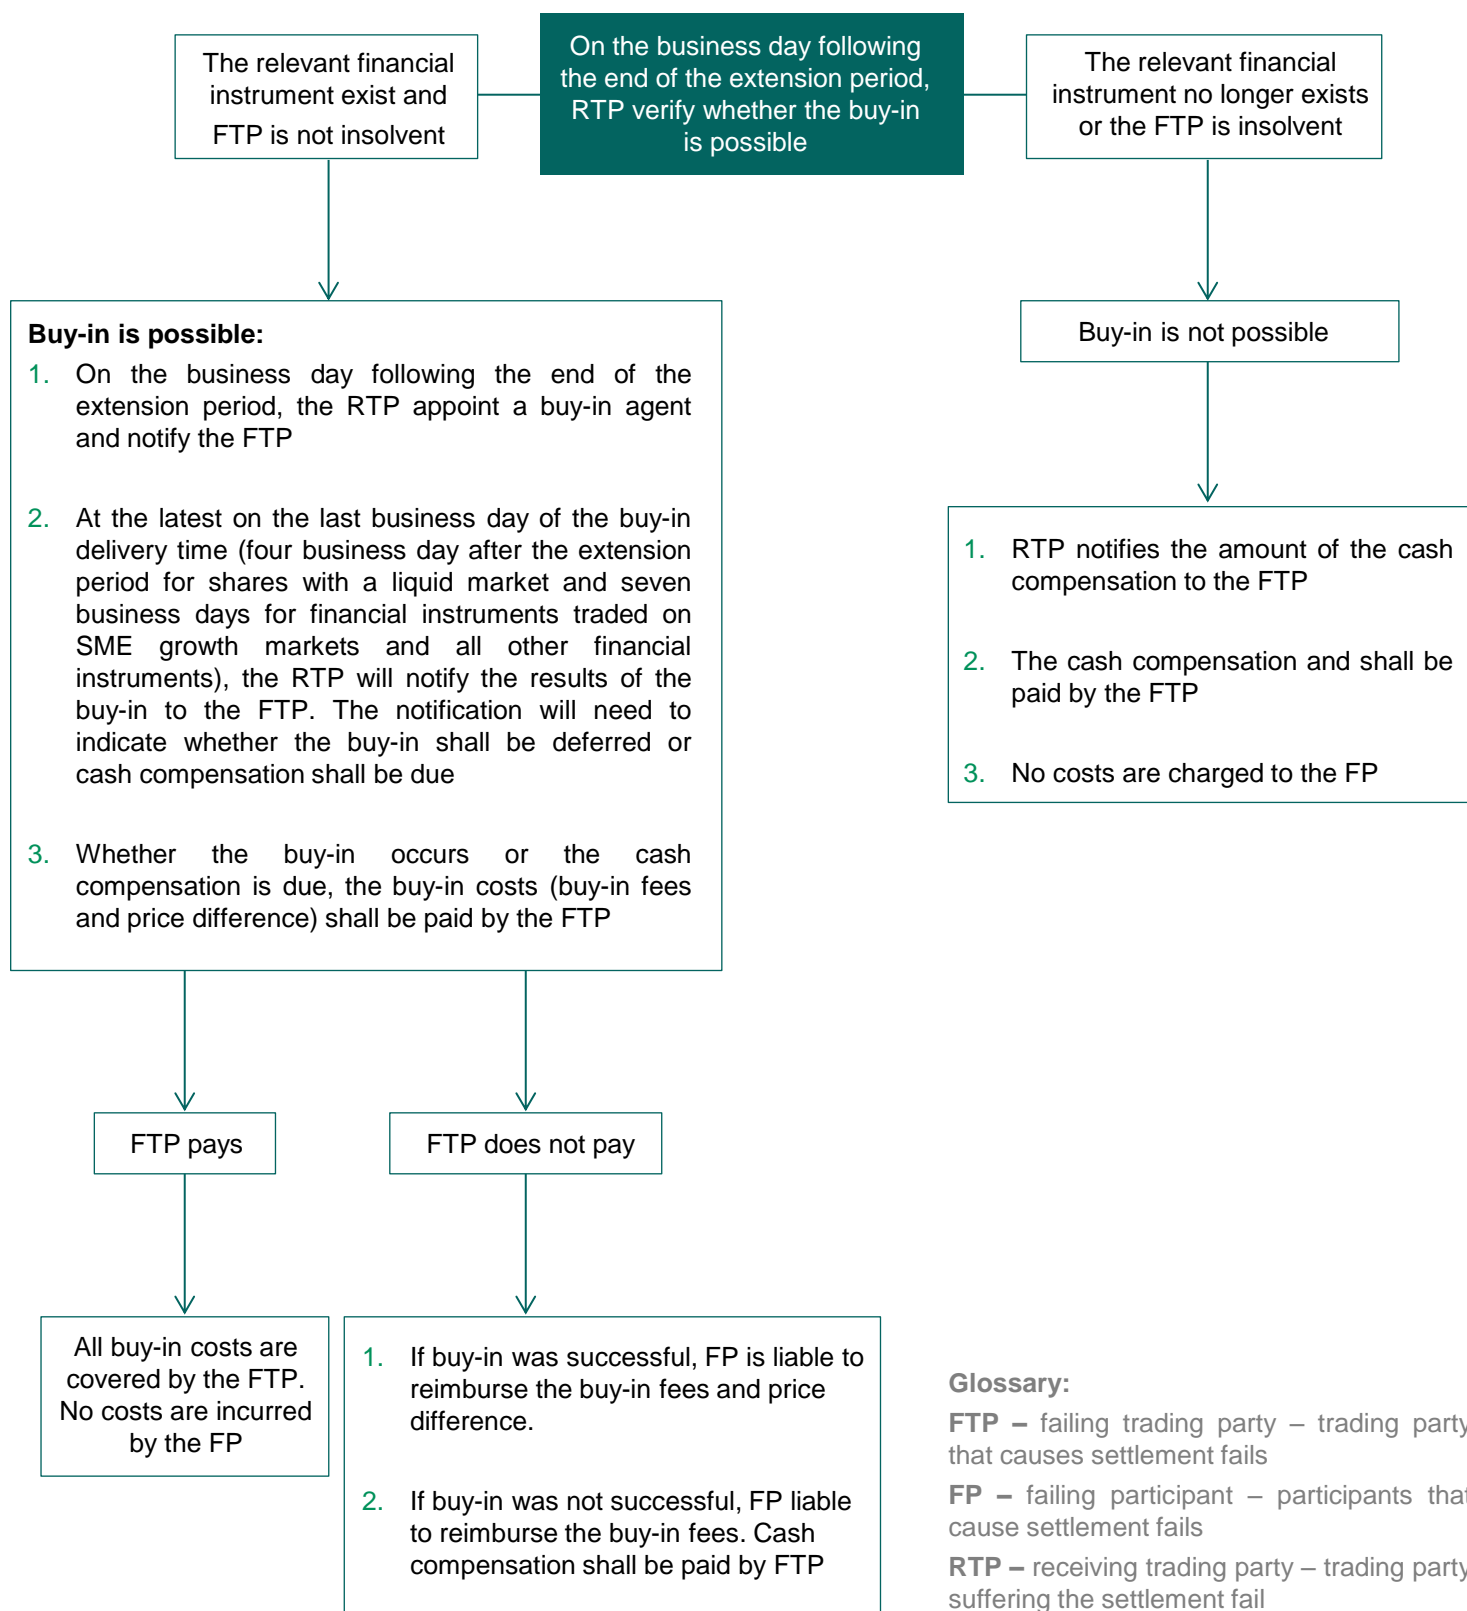 The relevant financial
instrument exist and
FTP is not insolvent
On the business day following
the end of the extension period,
RTP verify whether the buy-in
is possible
The relevant financial
instrument no longer exists
or the FTP is insolvent
Buy-in is possible:
1. On the business day following the end of the
extension period, the RTP appoint a buy-in agent
and notify the FTP
2. At the latest on the last business day of the buy-in
delivery time (four business day after the extension
period for shares with a liquid market and seven
business days for financial instruments traded on
SME growth markets and all other financial
instruments), the RTP will notify the results of the
buy-in to the FTP. The notification will need to
indicate whether the buy-in shall be deferred or
cash compensation shall be due
3. Whether the buy-in occurs or the cash
compensation is due, the buy-in costs (buy-in fees
and price difference) shall be paid by the FTP
Buy-in is not possible
1. RTP notifies the amount of the cash
compensation to the FTP
2. The cash compensation and shall be
paid by the FTP
3. No costs are charged to the FP
FTP pays
FTP does not pay
All buy-in costs are
covered by the FTP.
No costs are incurred
by the FP
1. If buy-in was successful, FP is liable to
reimburse the buy-in fees and price
difference.
2. If buy-in was not successful, FP liable
to reimburse the buy-in fees. Cash
compensation shall be paid by FTP
Glossary:
FTP – failing trading party – trading party
that causes settlement fails
FP – failing participant – participants that
cause settlement fails
RTP – receiving trading party – trading party
suffering the settlement fail